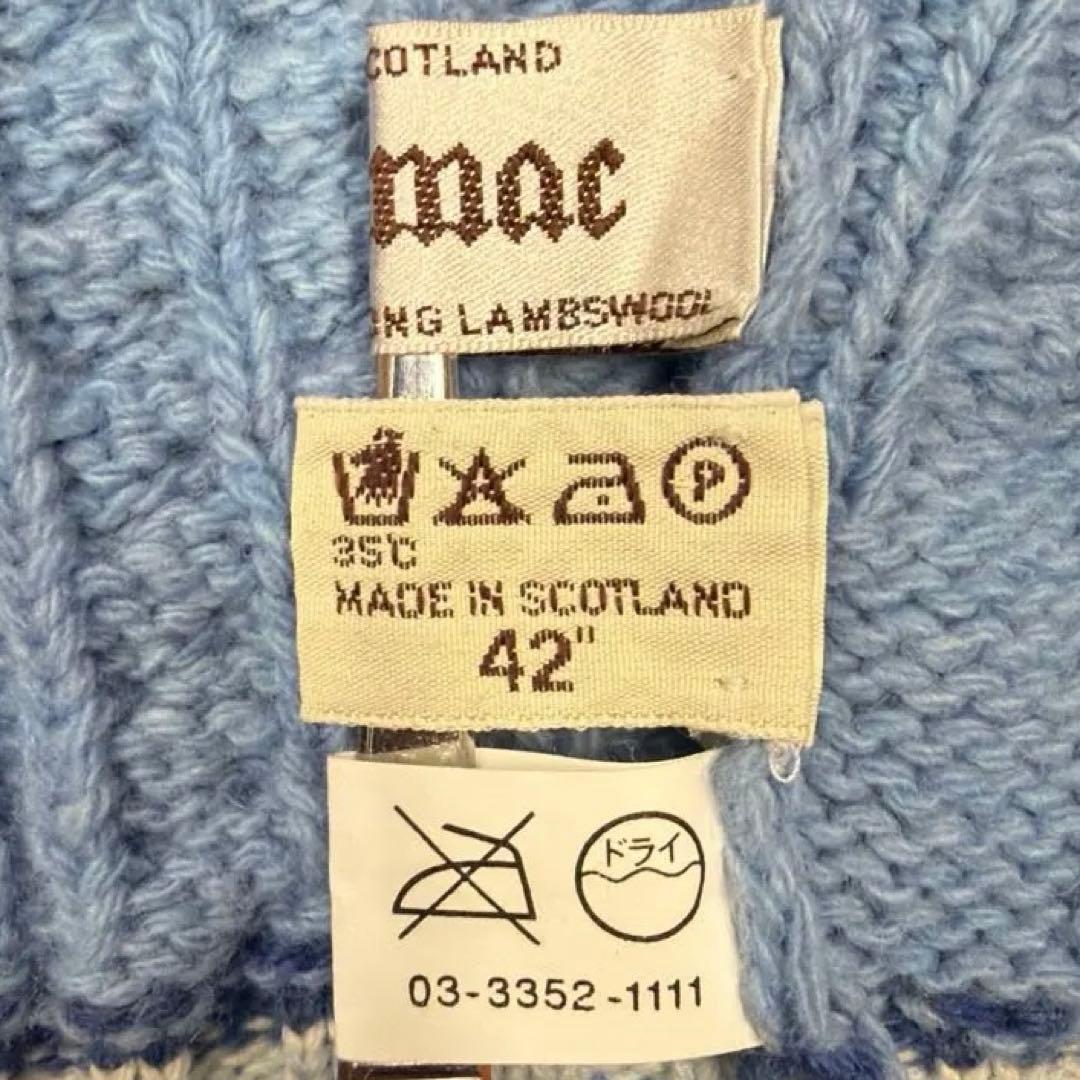 COTLAND
mac
NG LAMBSWOOL
P
35℃
MADE IN SCOTLAND
42"
ドライ
03-3352-1111